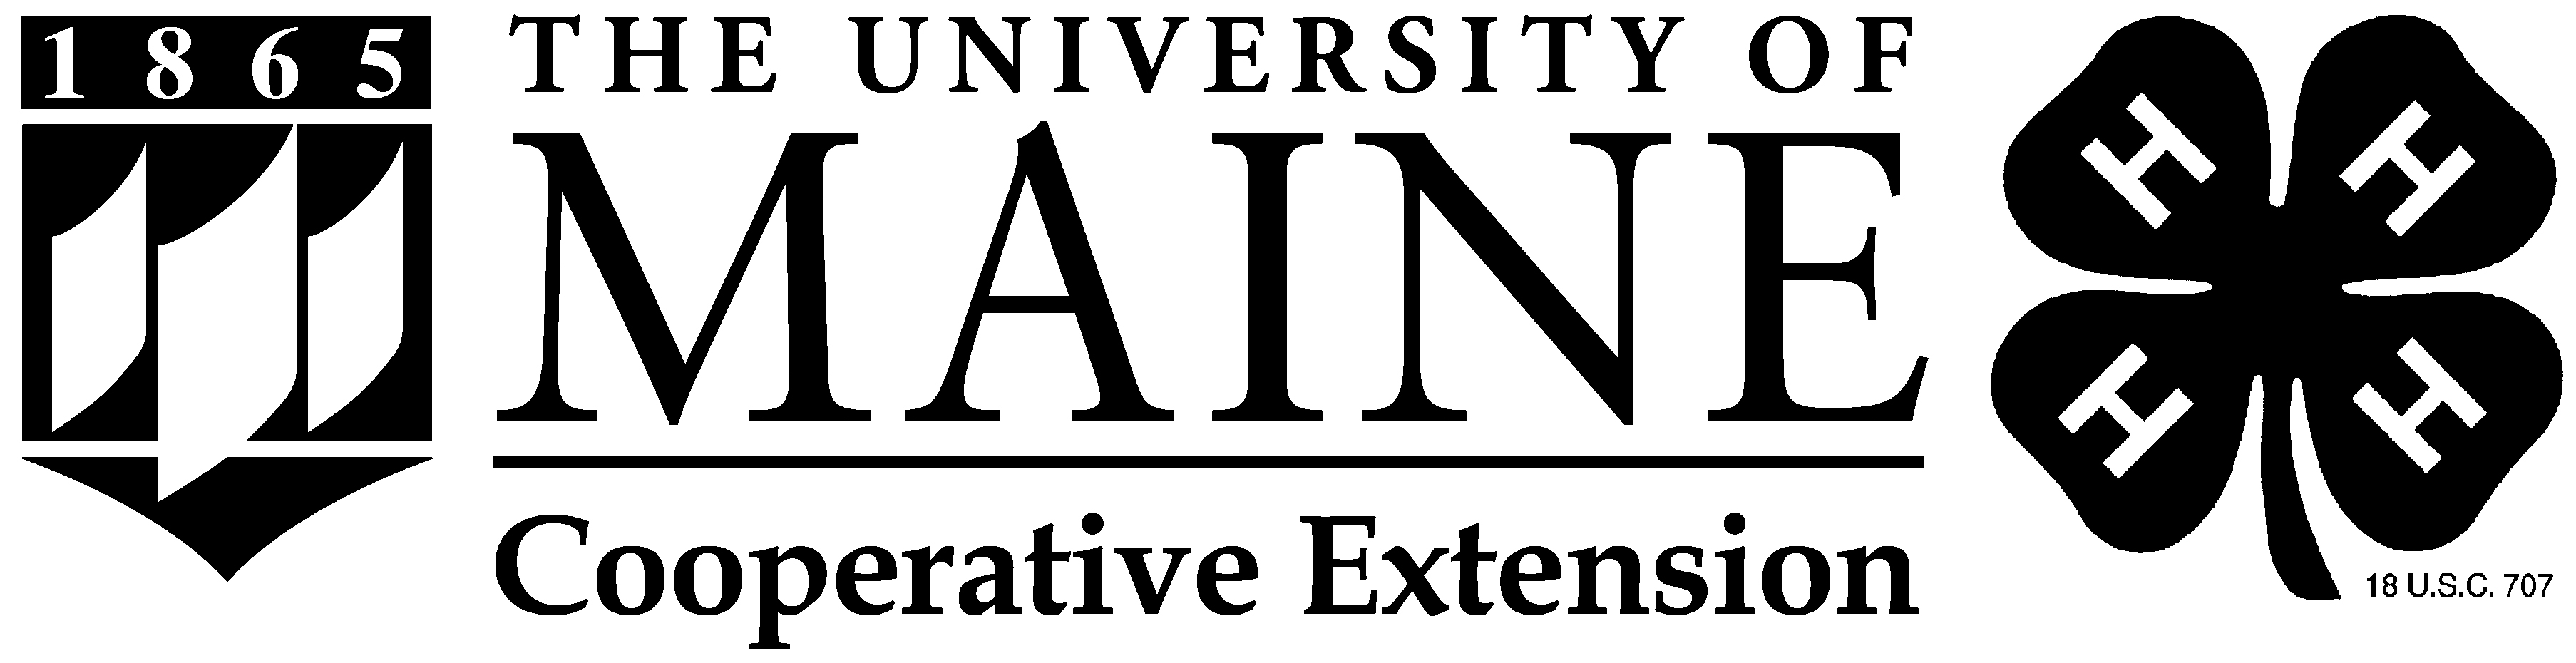 1865
THE UNIVERSITY OF
MAINE
Cooperative Extension
H H
H H
18 U.S.C. 707